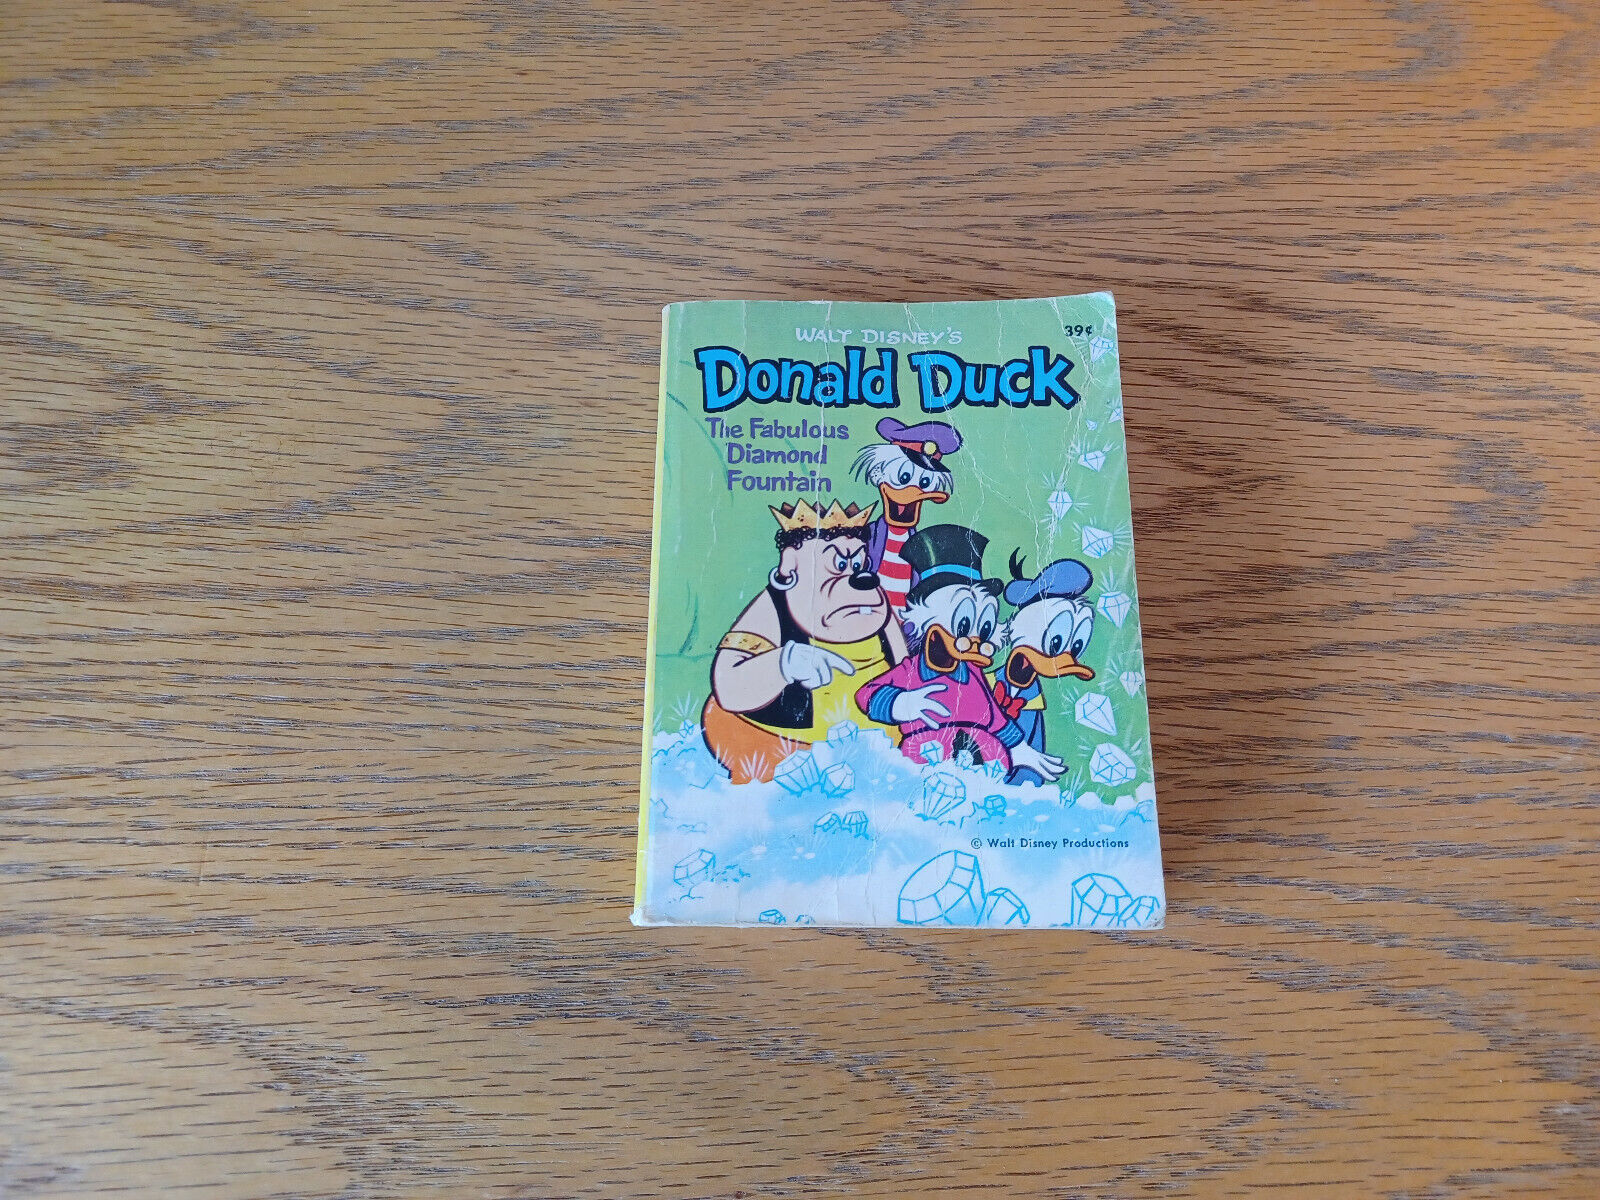 WALT DISNEY'S
39¢
Donald Duck
The Fabulous
Diamond
Fountain
© Walt Disney Productions